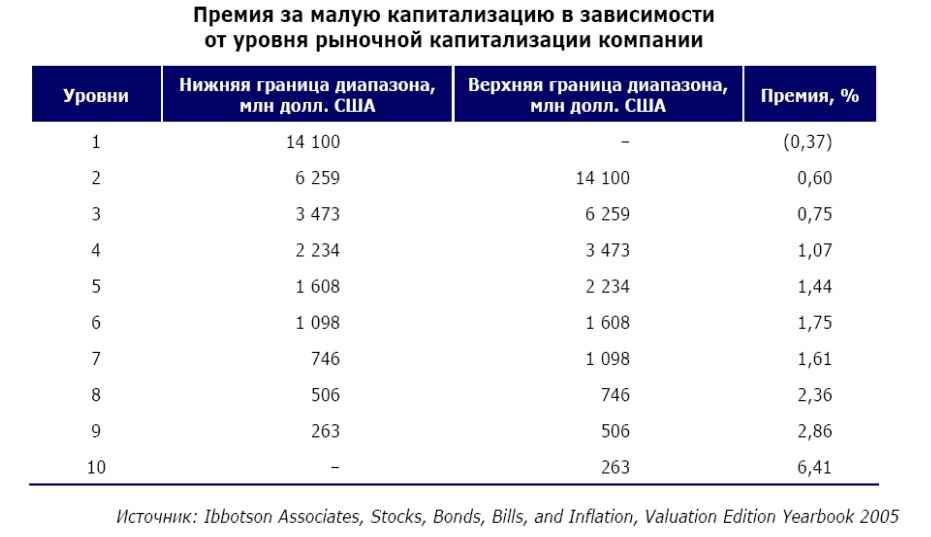 Премия за малую капитализацию в зависимости
от уровня рыночной капитализации компании
Уровни Нижняя граница диапазона, млн долл. США Верхняя граница диапазона, млн долл. США Премия, %
1 14 100 – (0,37)
2 6 259 14 100 0,60
3 3 473 6 259 0,75
4 2 234 3 473 1,07
5 1 608 2 234 1,44
6 1 098 1 608 1,75
7 746 1 098 1,61
8 506 746 2,36
9 263 506 2,86
10 – 263 6,41
Источник: Ibbotson Associates, Stocks, Bonds, Bills, and Inflation, Valuation Edition Yearbook 2005